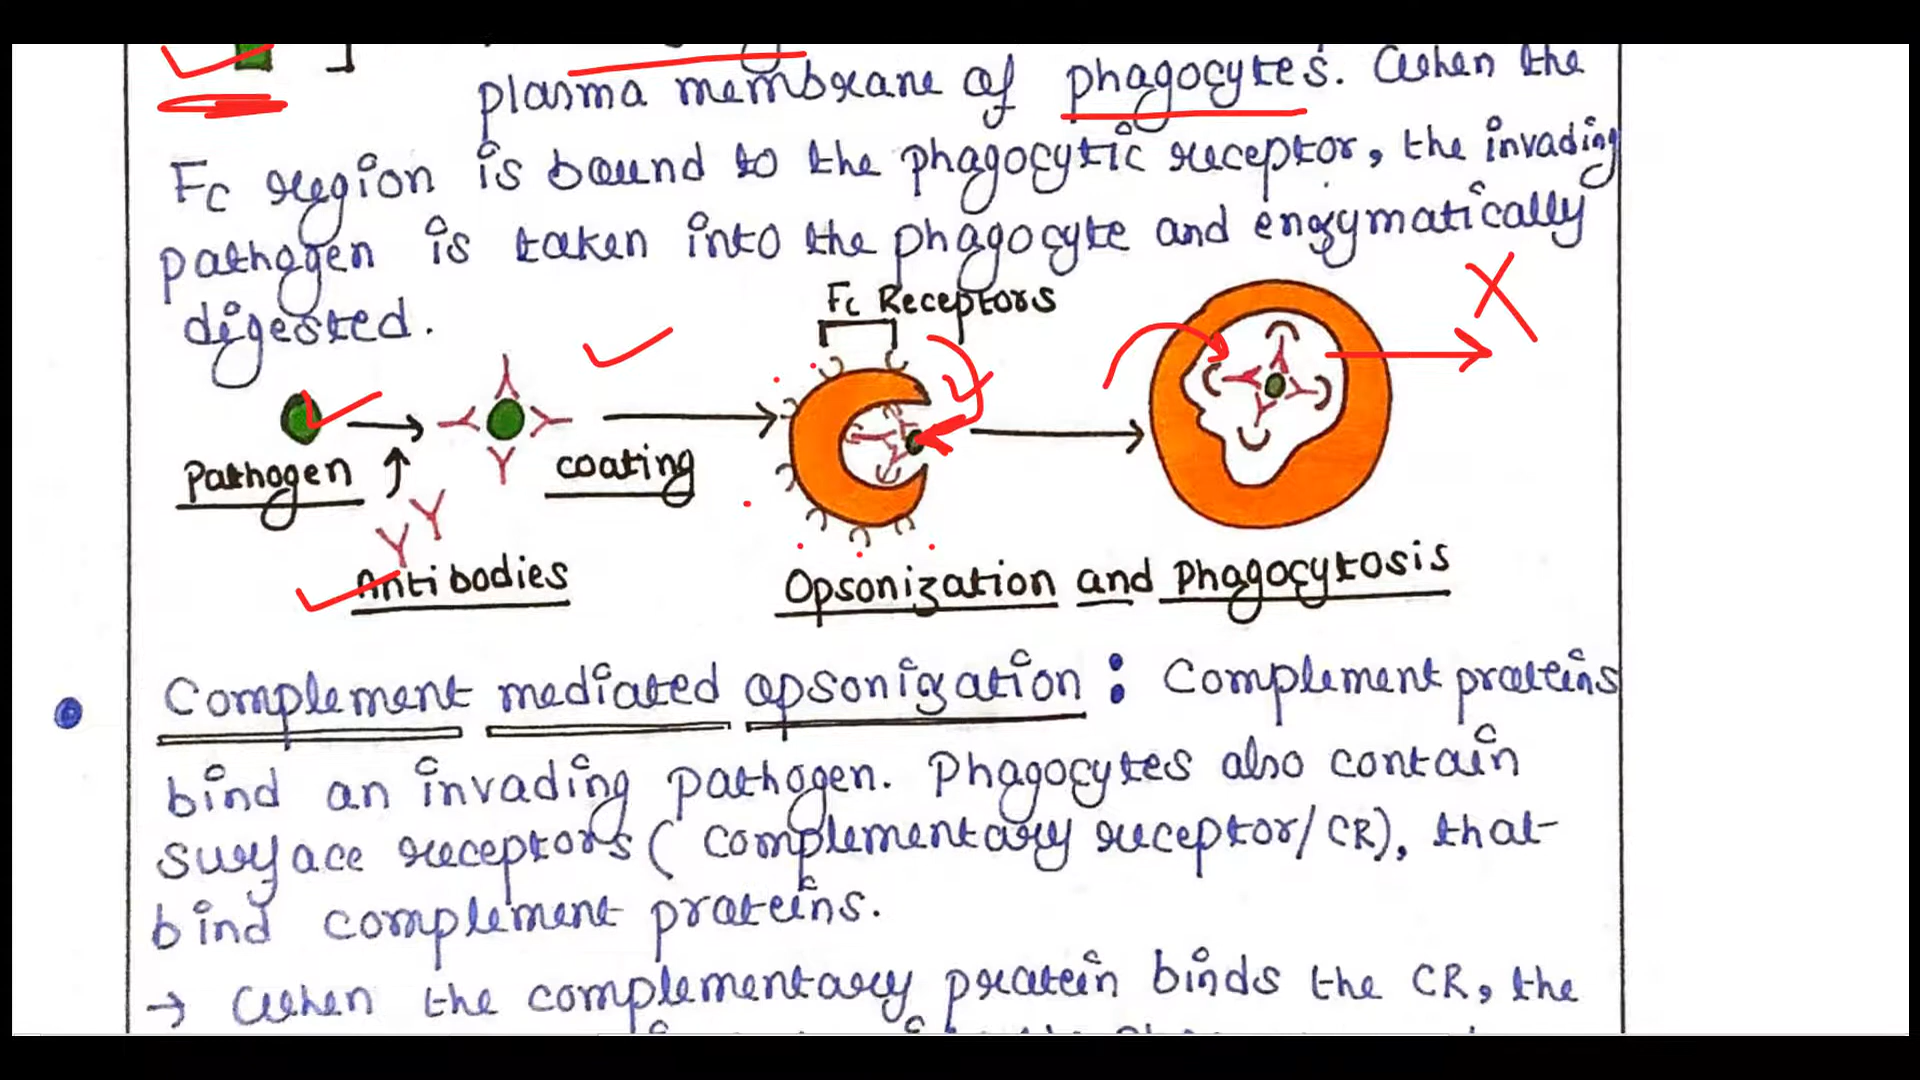 plasma membrane of phagocytes. When the
Fc region is bound to the phagocytic receptor, the invading
pathogen is taken into the phagocyte and enzymatically
digested.
Fc Receptors
Pathogen
coating
Antibodies
Opsonization and Phagocytosis
Complement mediated opsonization : Complement proteins
bind an invading pathogen. Phagocytes also contain
surface receptors ( complementary receptor/CR), that
bind complement proteins.
→ When the complementary protein binds the CR, the